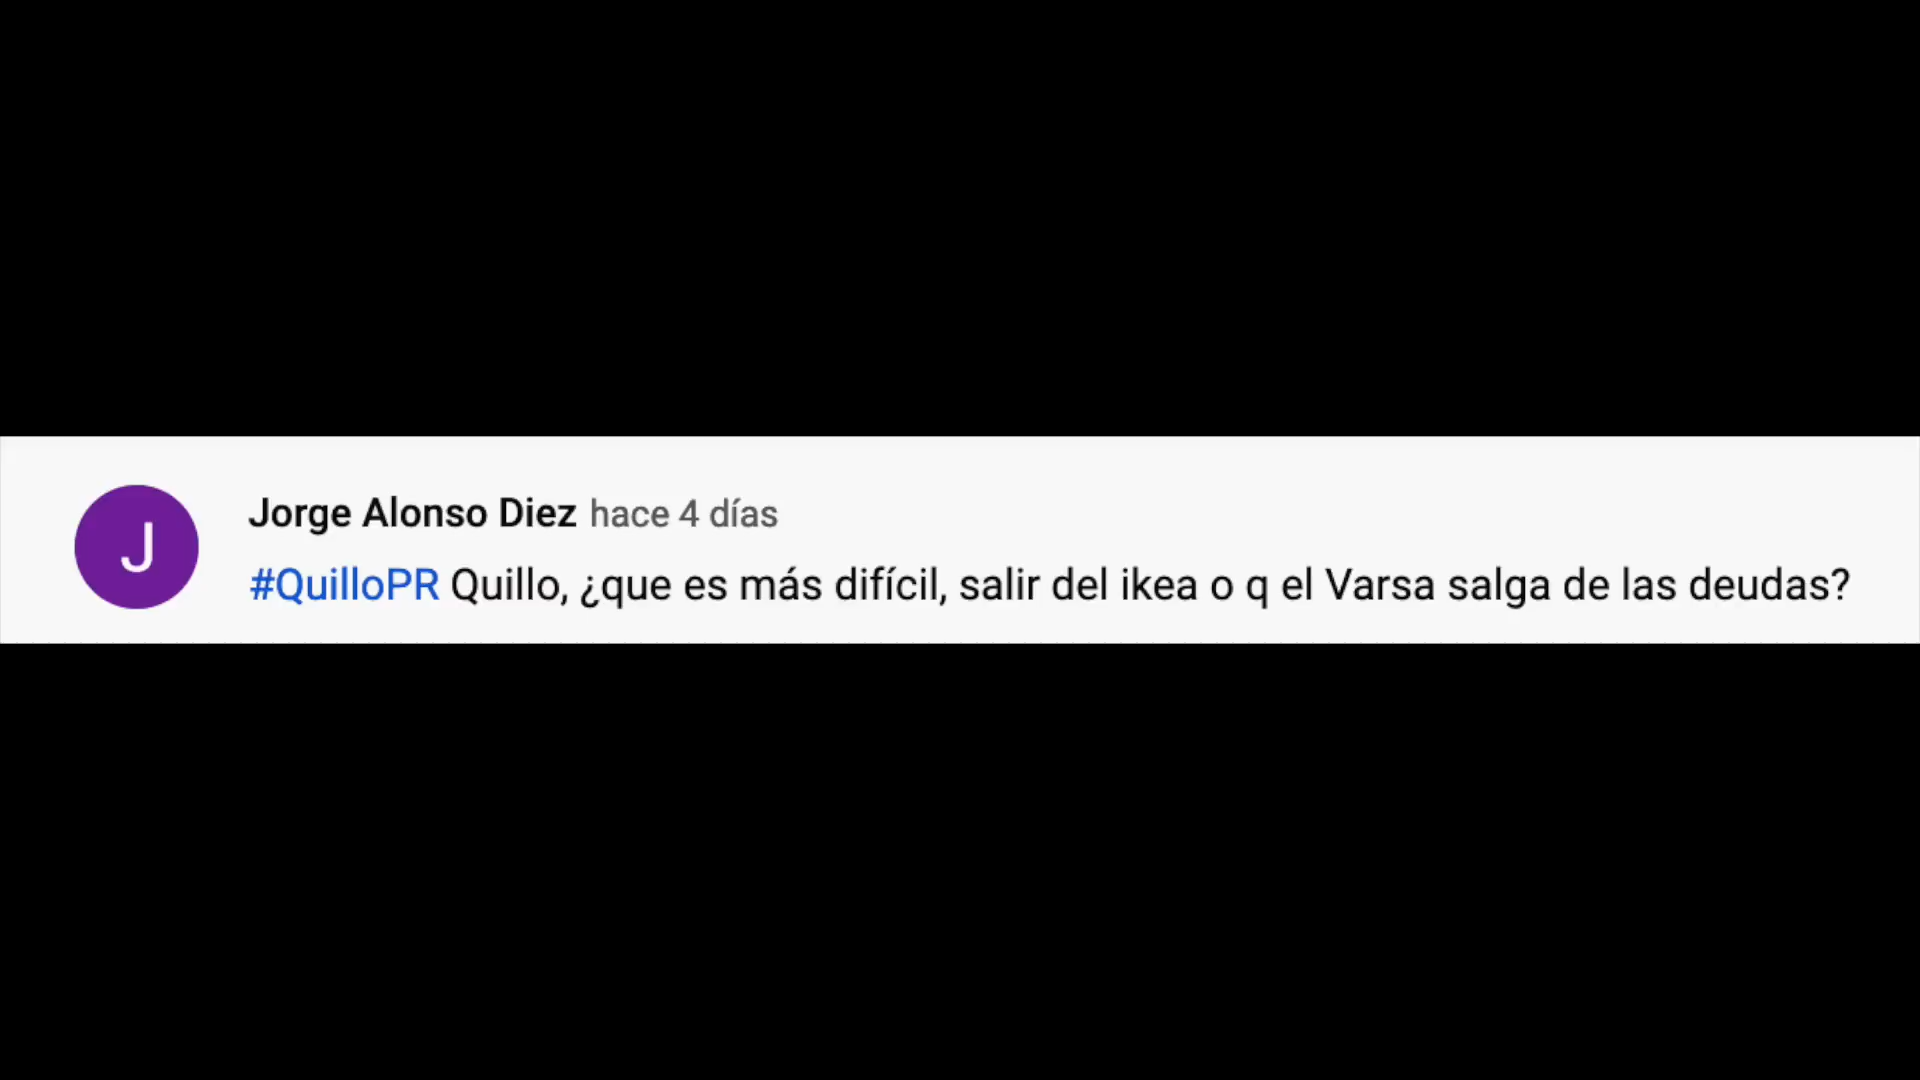 J
Jorge Alonso Diez hace 4 días
#QuilloPR Quillo, ¿que es más difícil, salir del ikea o q el Varsa salga de las deudas?